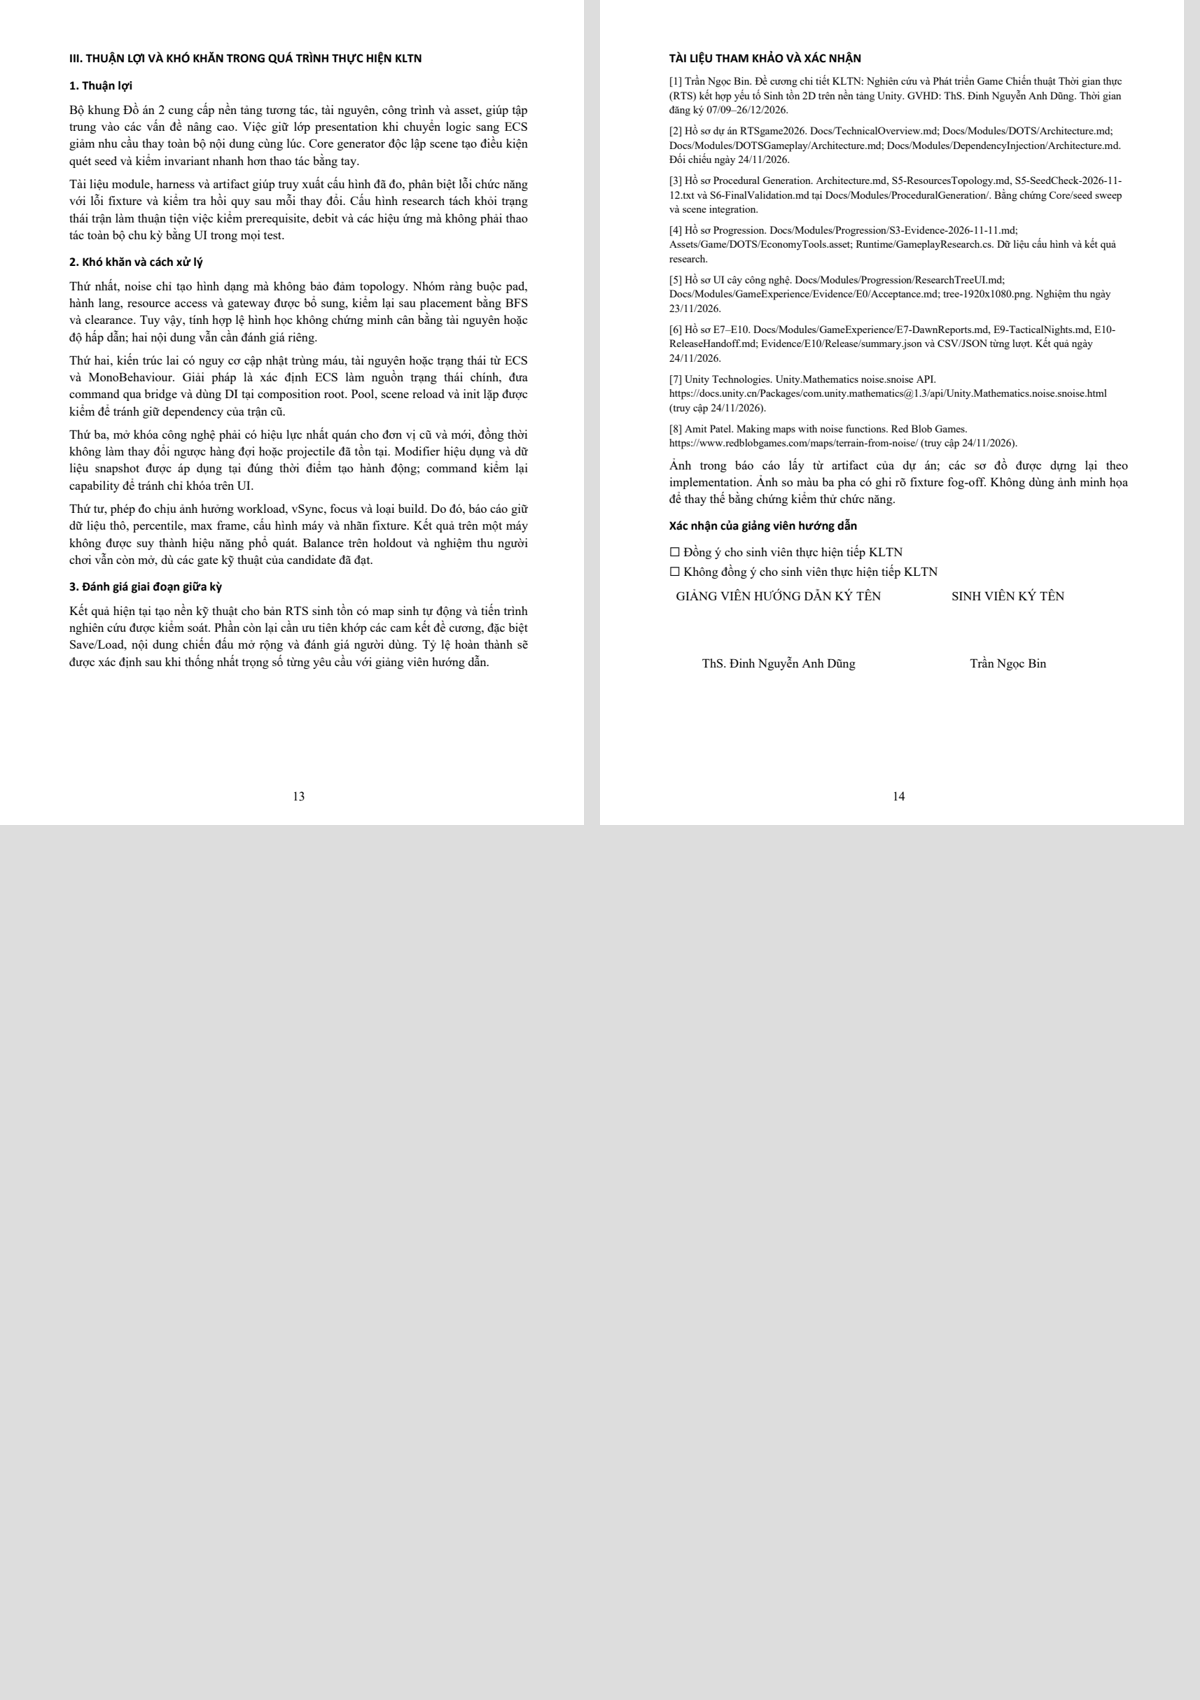 III. THUẬN LỢI VÀ KHÓ KHĂN TRONG QUÁ TRÌNH THỰC HIỆN KLTN
1. Thuận lợi
Bộ khung Đồ án 2 cung cấp nền tảng tương tác, tài nguyên, công trình và asset, giúp tập
trung vào các vấn đề nâng cao. Việc giữ lớp presentation khi chuyển logic sang ECS
giảm nhu cầu thay toàn bộ nội dung cùng lúc. Core generator độc lập scene tạo điều kiện
quét seed và kiểm invariant nhanh hơn thao tác bằng tay.
Tài liệu module, harness và artifact giúp truy xuất cấu hình đã đo, phân biệt lỗi chức năng
với lỗi fixture và kiểm tra hồi quy sau mỗi thay đổi. Cấu hình research tách khỏi trạng
thái trận làm thuận tiện việc kiểm prerequisite, debit và các hiệu ứng mà không phải thao
tác toàn bộ chu kỳ bằng UI trong mọi test.
2. Khó khăn và cách xử lý
Thứ nhất, noise chỉ tạo hình dạng mà không bảo đảm topology. Nhóm ràng buộc pad,
hành lang, resource access và gateway được bổ sung, kiểm lại sau placement bằng BFS
và clearance. Tuy vậy, tính hợp lệ hình học không chứng minh cân bằng tài nguyên hoặc
độ hấp dẫn; hai nội dung vẫn cần đánh giá riêng.
Thứ hai, kiến trúc lai có nguy cơ cập nhật trùng máu, tài nguyên hoặc trạng thái từ ECS
và MonoBehaviour. Giải pháp là xác định ECS làm nguồn trạng thái chính, đưa
command qua bridge và dùng DI tại composition root. Pool, scene reload và init lặp được
kiểm để tránh giữ dependency của trận cũ.
Thứ ba, mở khóa công nghệ phải có hiệu lực nhất quán cho đơn vị cũ và mới, đồng thời
không làm thay đổi ngược hàng đợi hoặc projectile đã tồn tại. Modifier hiệu dụng và dữ
liệu snapshot được áp dụng tại đúng thời điểm tạo hành động; command kiểm lại
capability để tránh chỉ khóa trên UI.
Thứ tư, phép đo chịu ảnh hưởng workload, vSync, focus và loại build. Do đó, báo cáo giữ
dữ liệu thô, percentile, max frame, cấu hình máy và nhãn fixture. Kết quả trên một máy
không được suy thành hiệu năng phổ quát. Balance trên holdout và nghiệm thu người
chơi vẫn còn mở, dù các gate kỹ thuật của candidate đã đạt.
3. Đánh giá giai đoạn giữa kỳ
Kết quả hiện tại tạo nền kỹ thuật cho bản RTS sinh tồn có map sinh tự động và tiến trình
nghiên cứu được kiểm soát. Phần còn lại cần ưu tiên khớp các cam kết đề cương, đặc biệt
Save/Load, nội dung chiến đấu mở rộng và đánh giá người dùng. Tỷ lệ hoàn thành sẽ
được xác định sau khi thống nhất trọng số từng yêu cầu với giảng viên hướng dẫn.
13
TÀI LIỆU THAM KHẢO VÀ XÁC NHẬN
[1] Trần Ngọc Bin. Đề cương chi tiết KLTN: Nghiên cứu và Phát triển Game Chiến thuật Thời gian thực
(RTS) kết hợp yếu tố Sinh tồn 2D trên nền tảng Unity. GVHD: ThS. Đinh Nguyễn Anh Dũng. Thời gian
đăng ký 07/09–26/12/2026.
[2] Hồ sơ dự án RTSgame2026. Docs/TechnicalOverview.md; Docs/Modules/DOTS/Architecture.md;
Docs/Modules/DOTSGameplay/Architecture.md; Docs/Modules/DependencyInjection/Architecture.md.
Đối chiếu ngày 24/11/2026.
[3] Hồ sơ Procedural Generation. Architecture.md, S5-ResourcesTopology.md, S5-SeedCheck-2026-11-
12.txt và S6-FinalValidation.md tại Docs/Modules/ProceduralGeneration/. Bằng chứng Core/seed sweep
và scene integration.
[4] Hồ sơ Progression. Docs/Modules/Progression/S3-Evidence-2026-11-11.md;
Assets/Game/DOTS/EconomyTools.asset; Runtime/GameplayResearch.cs. Dữ liệu cấu hình và kết quả
research.
[5] Hồ sơ UI cây công nghệ. Docs/Modules/Progression/ResearchTreeUI.md;
Docs/Modules/GameExperience/Evidence/E0/Acceptance.md; tree-1920x1080.png. Nghiệm thu ngày
23/11/2026.
[6] Hồ sơ E7–E10. Docs/Modules/GameExperience/E7-DawnReports.md, E9-TacticalNights.md, E10-
ReleaseHandoff.md; Evidence/E10/Release/summary.json và CSV/JSON từng lượt. Kết quả ngày
24/11/2026.
[7] Unity Technologies. Unity.Mathematics noise.snoise API.
https://docs.unity.cn/Packages/com.unity.mathematics@1.3/api/Unity.Mathematics.noise.snoise.html
(truy cập 24/11/2026).
[8] Amit Patel. Making maps with noise functions. Red Blob Games.
https://www.redblobgames.com/maps/terrain-from-noise/ (truy cập 24/11/2026).
Ảnh trong báo cáo lấy từ artifact của dự án; các sơ đồ được dựng lại theo
implementation. Ảnh so màu ba pha có ghi rõ fixture fog-off. Không dùng ảnh minh họa
để thay thế bằng chứng kiểm thử chức năng.
Xác nhận của giảng viên hướng dẫn
☐ Đồng ý cho sinh viên thực hiện tiếp KLTN
☐ Không đồng ý cho sinh viên thực hiện tiếp KLTN
GIẢNG VIÊN HƯỚNG DẪN KÝ TÊN SINH VIÊN KÝ TÊN
ThS. Đinh Nguyễn Anh Dũng Trần Ngọc Bin
14